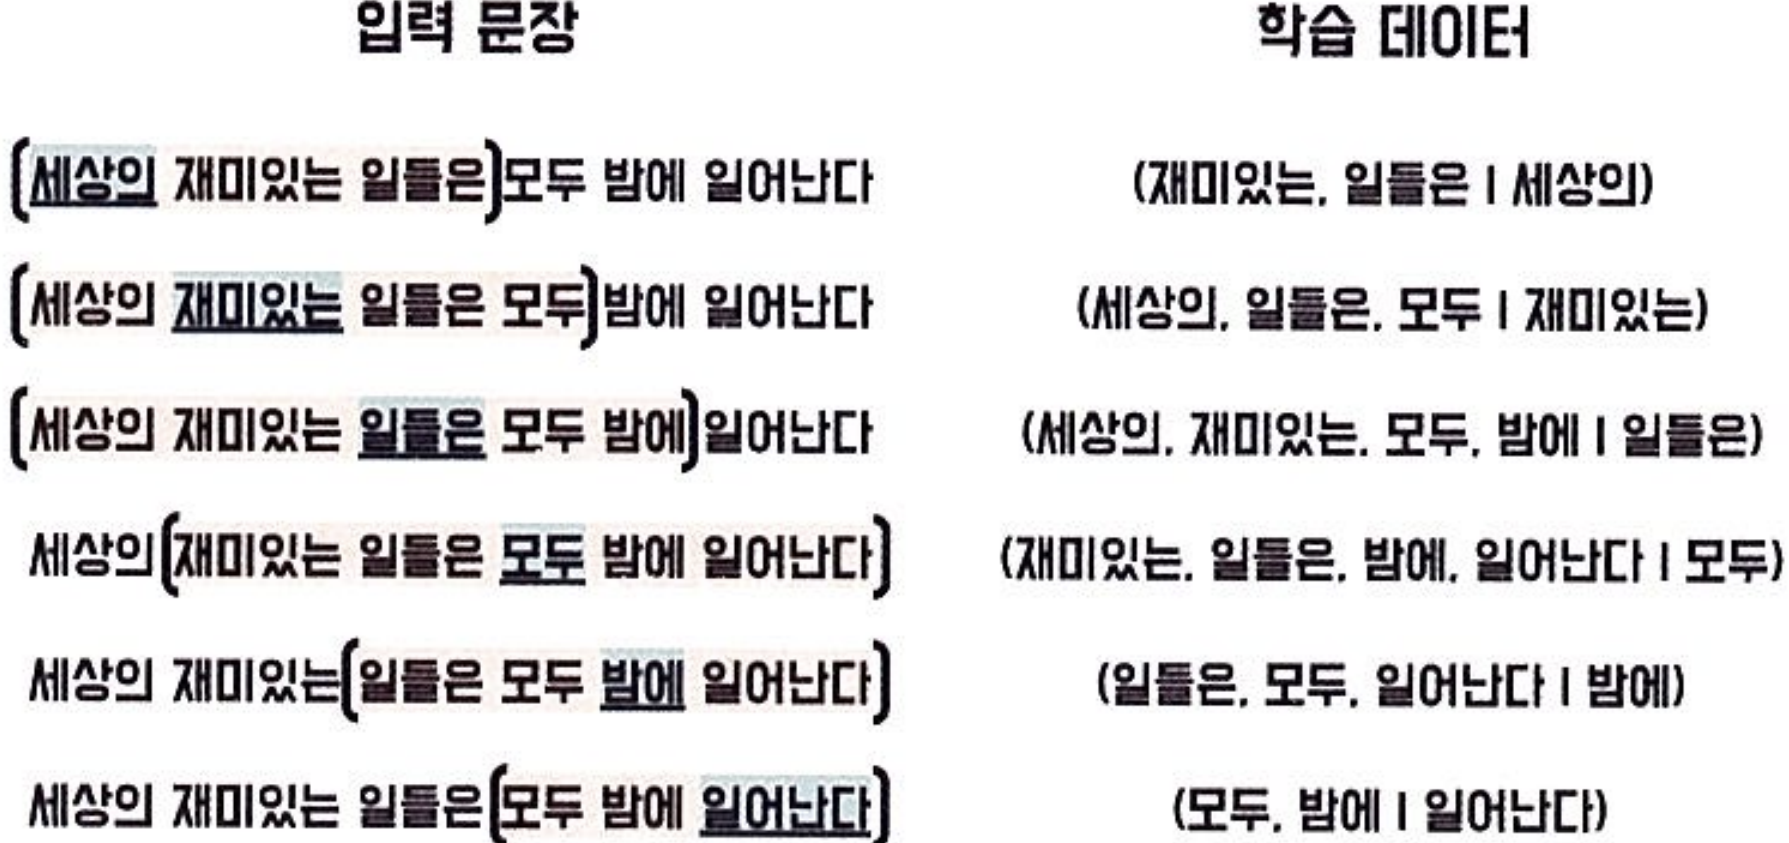 입력 문장 학습 데이터
(세상의 재미있는 일들은)모두 밤에 일어난다 (재미있는, 일들은 | 세상의)
(세상의 재미있는 일들은 모두)밤에 일어난다 (세상의, 일들은, 모두 | 재미있는)
(세상의 재미있는 일들은 모두 밤에)일어난다 (세상의, 재미있는, 모두, 밤에 | 일들은)
세상의(재미있는 일들은 모두 밤에 일어난다) (재미있는, 일들은, 밤에, 일어난다 | 모두)
세상의 재미있는(일들은 모두 밤에 일어난다) (일들은, 모두, 일어난다 | 밤에)
세상의 재미있는 일들은(모두 밤에 일어난다) (모두, 밤에 | 일어난다)